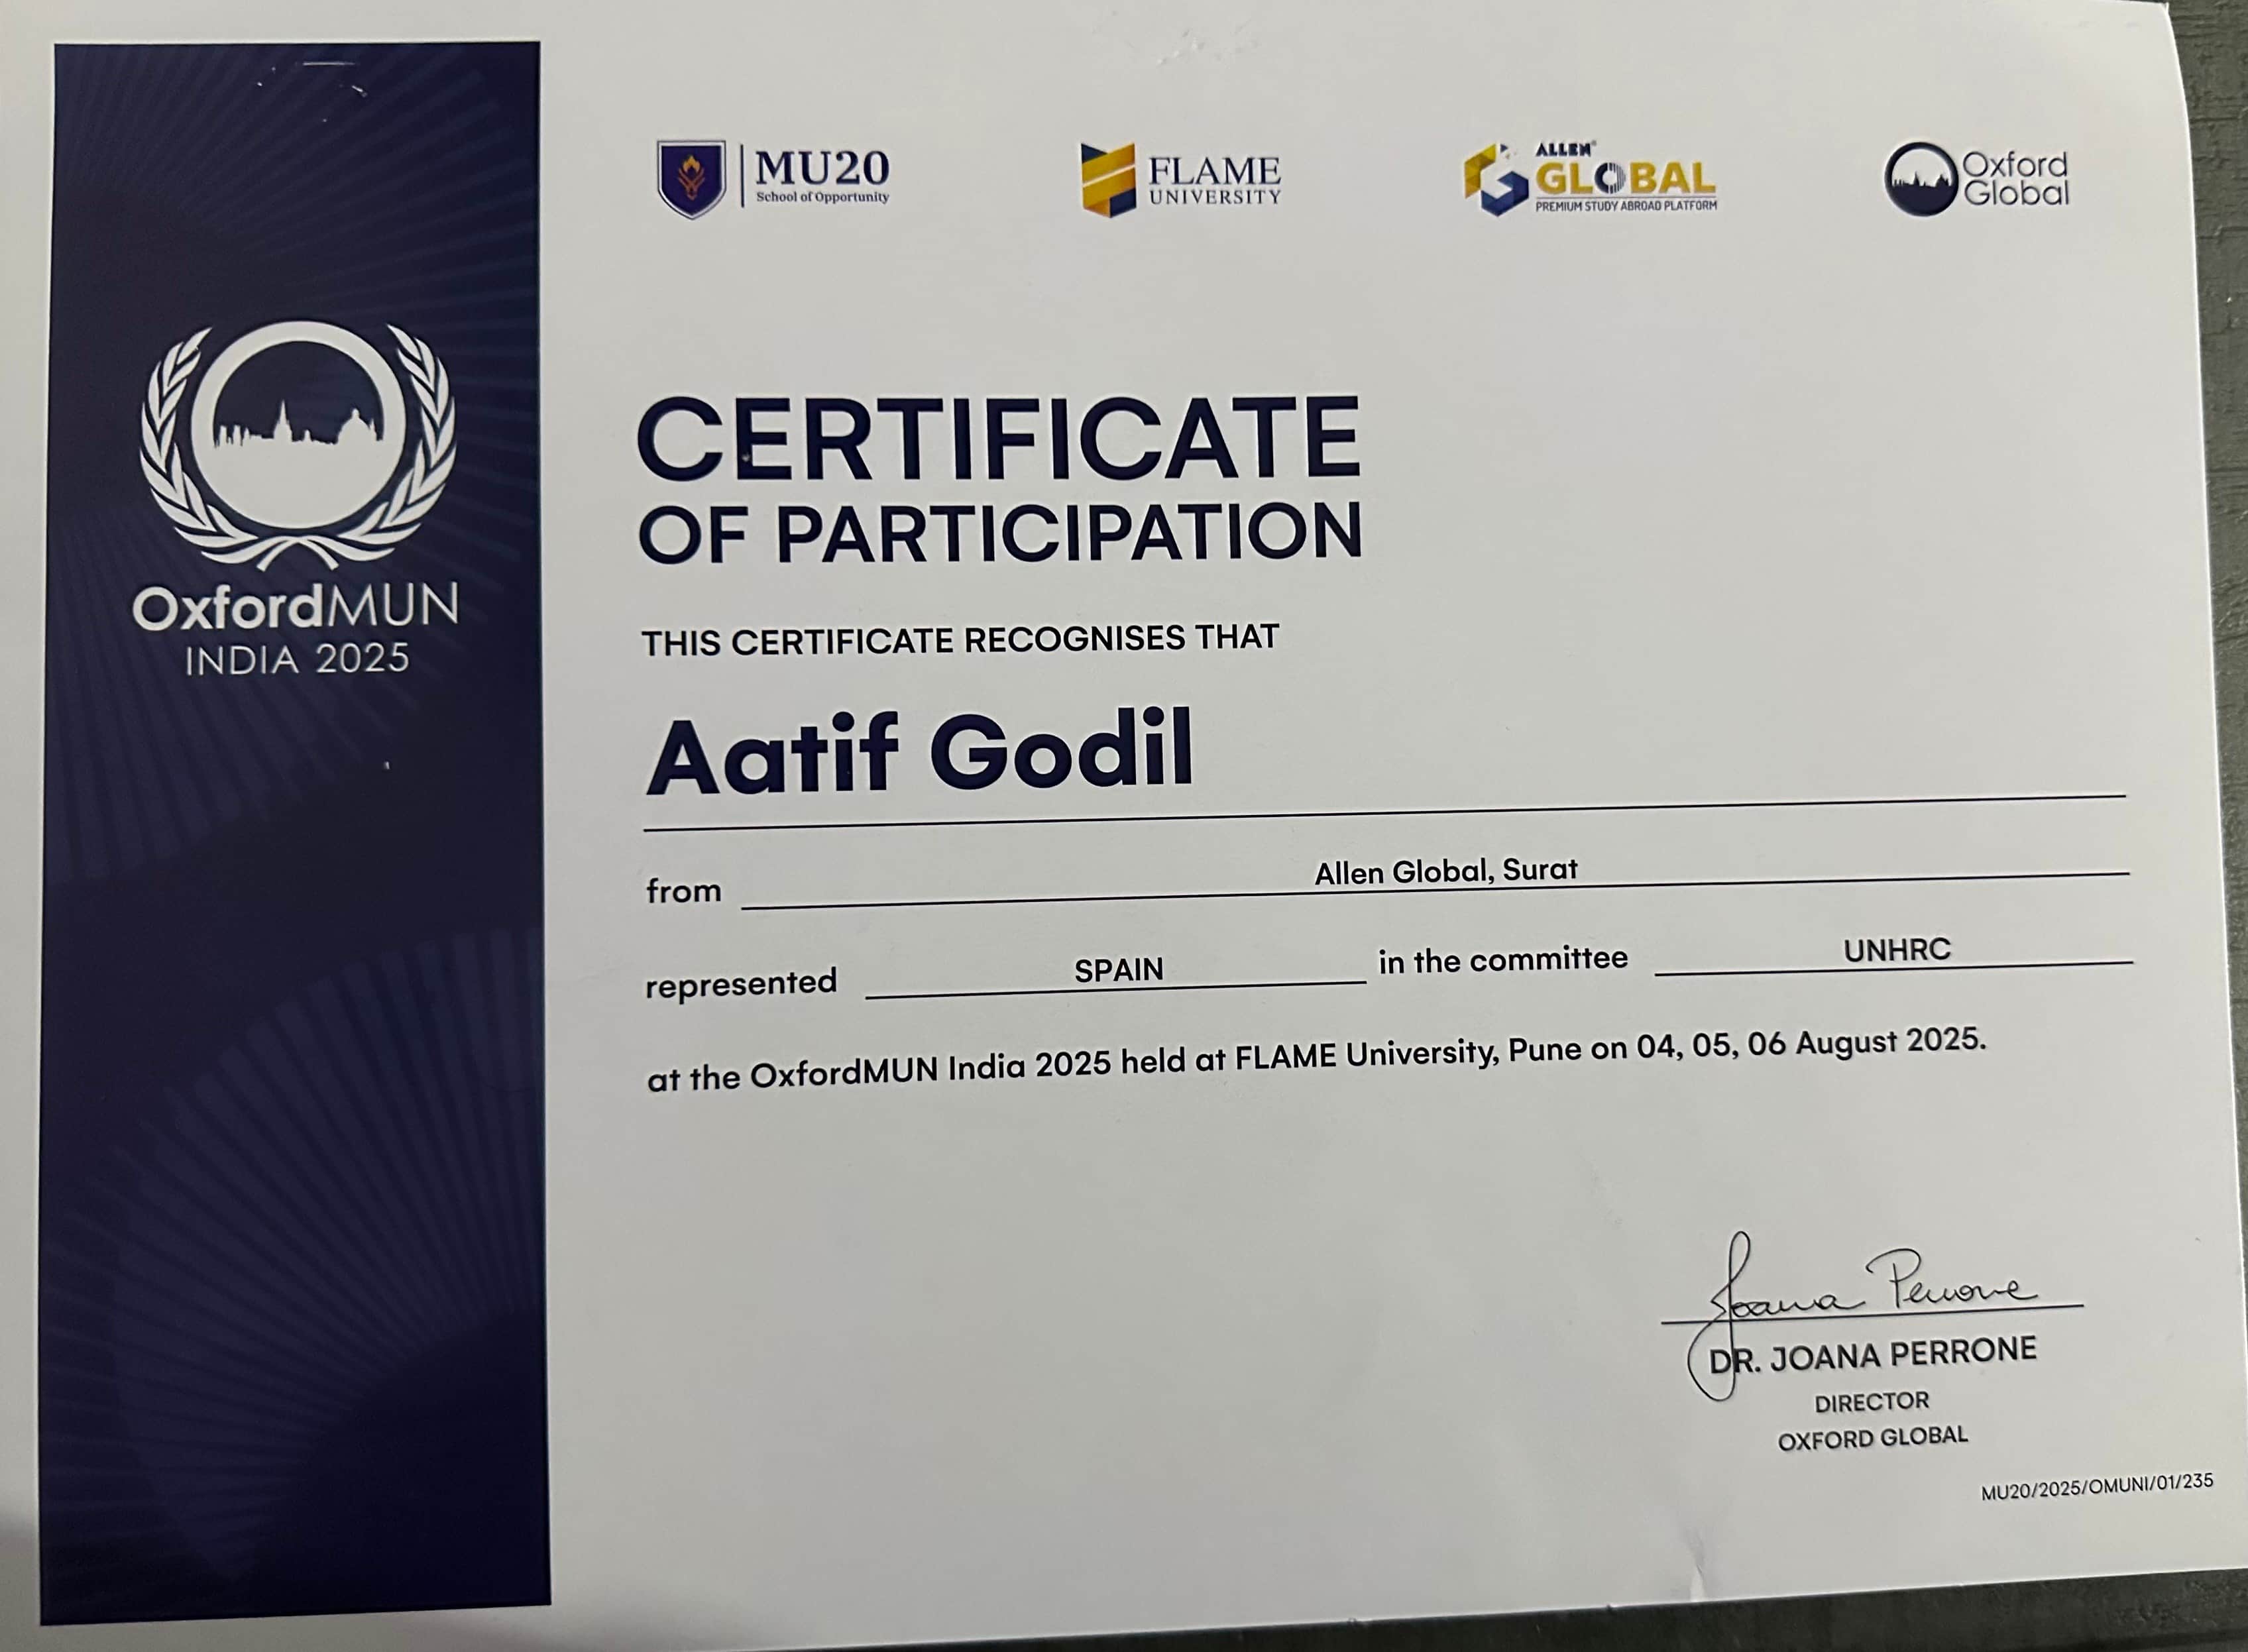 MU20
School of Opportunity
FLAME
UNIVERSITY
ALLEN®
GLOBAL
PREMIUM STUDY ABROAD PLATFORM
Oxford
Global
OxfordMUN
INDIA 2025
CERTIFICATE
OF PARTICIPATION
THIS CERTIFICATE RECOGNISES THAT
Aatif Godil
from Allen Global, Surat
represented SPAIN in the committee UNHRC
at the OxfordMUN India 2025 held at FLAME University, Pune on 04, 05, 06 August 2025.
Joana Perrone
DR. JOANA PERRONE
DIRECTOR
OXFORD GLOBAL
MU20/2025/OMUNI/01/235